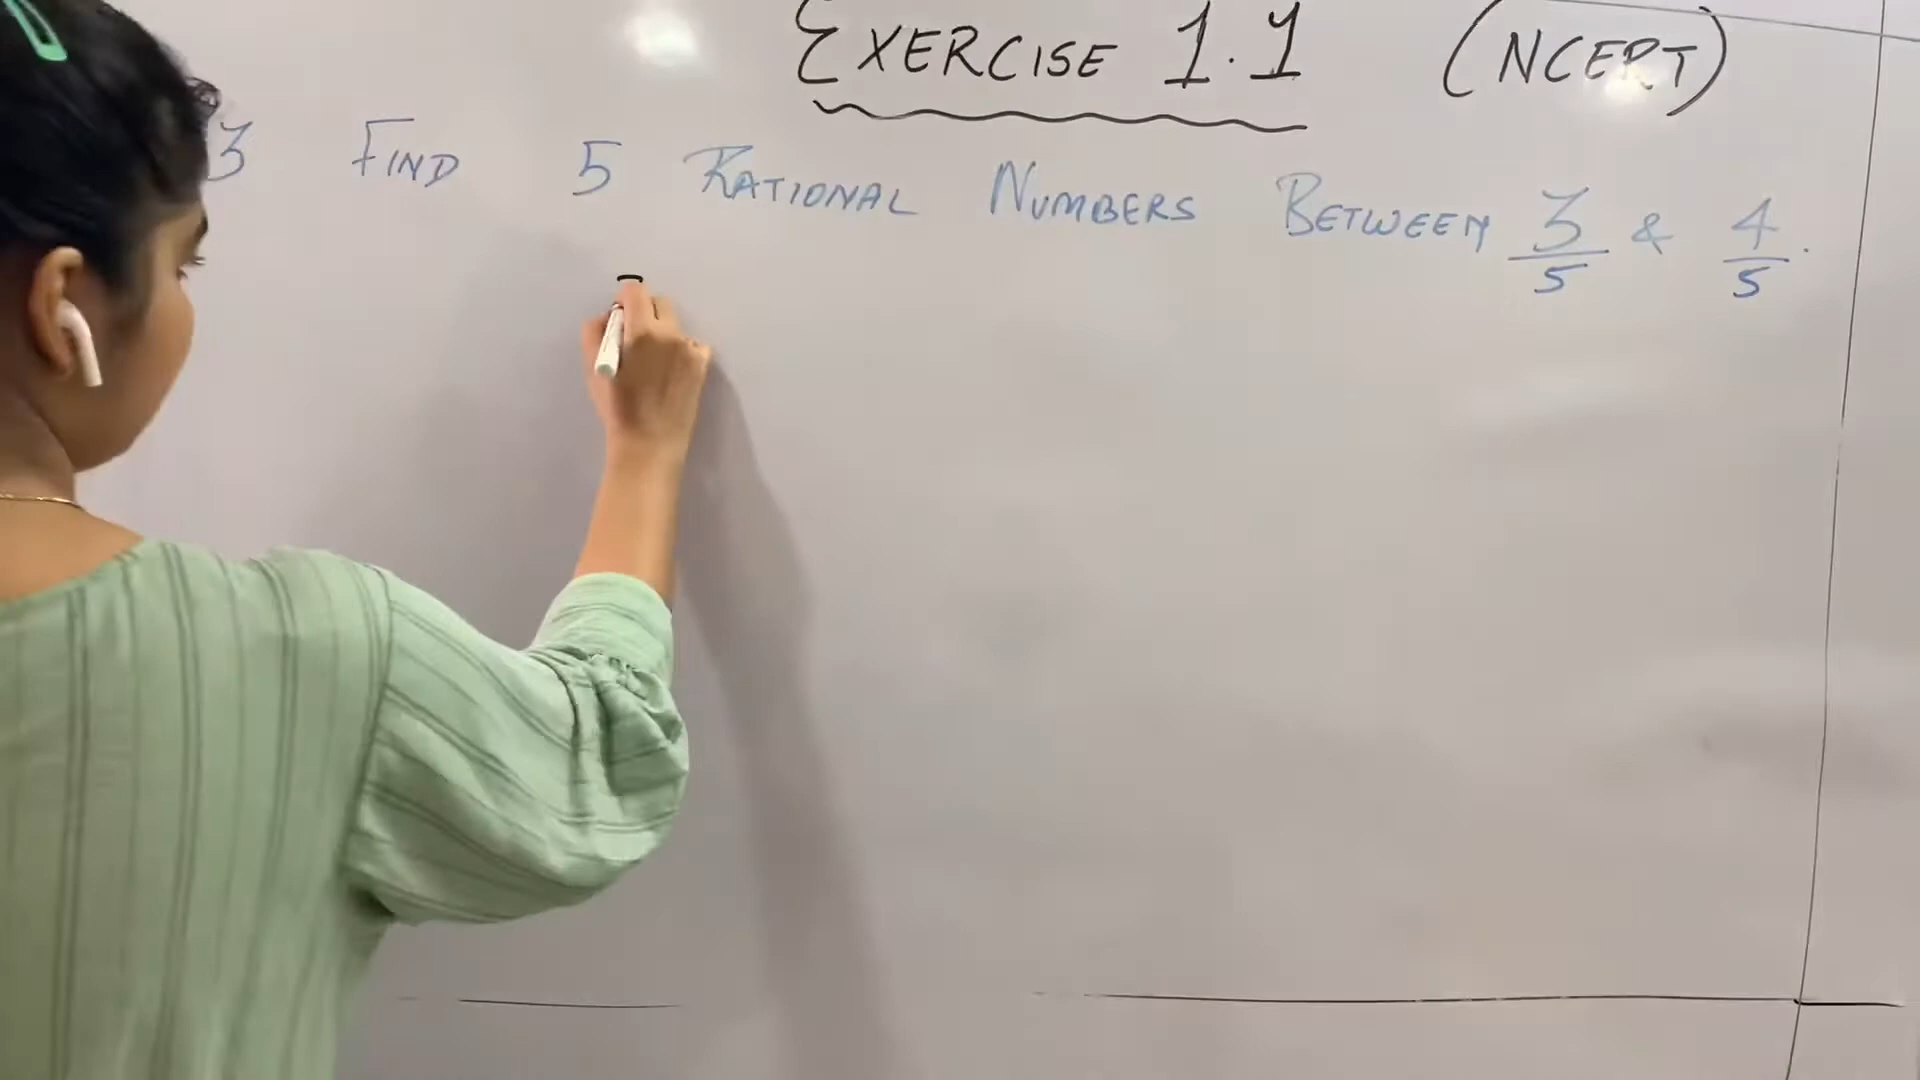 EXERCISE 1.1 (NCERT)
3 FIND 5 RATIONAL NUMBERS BETWEEN 3/5 & 4/5.